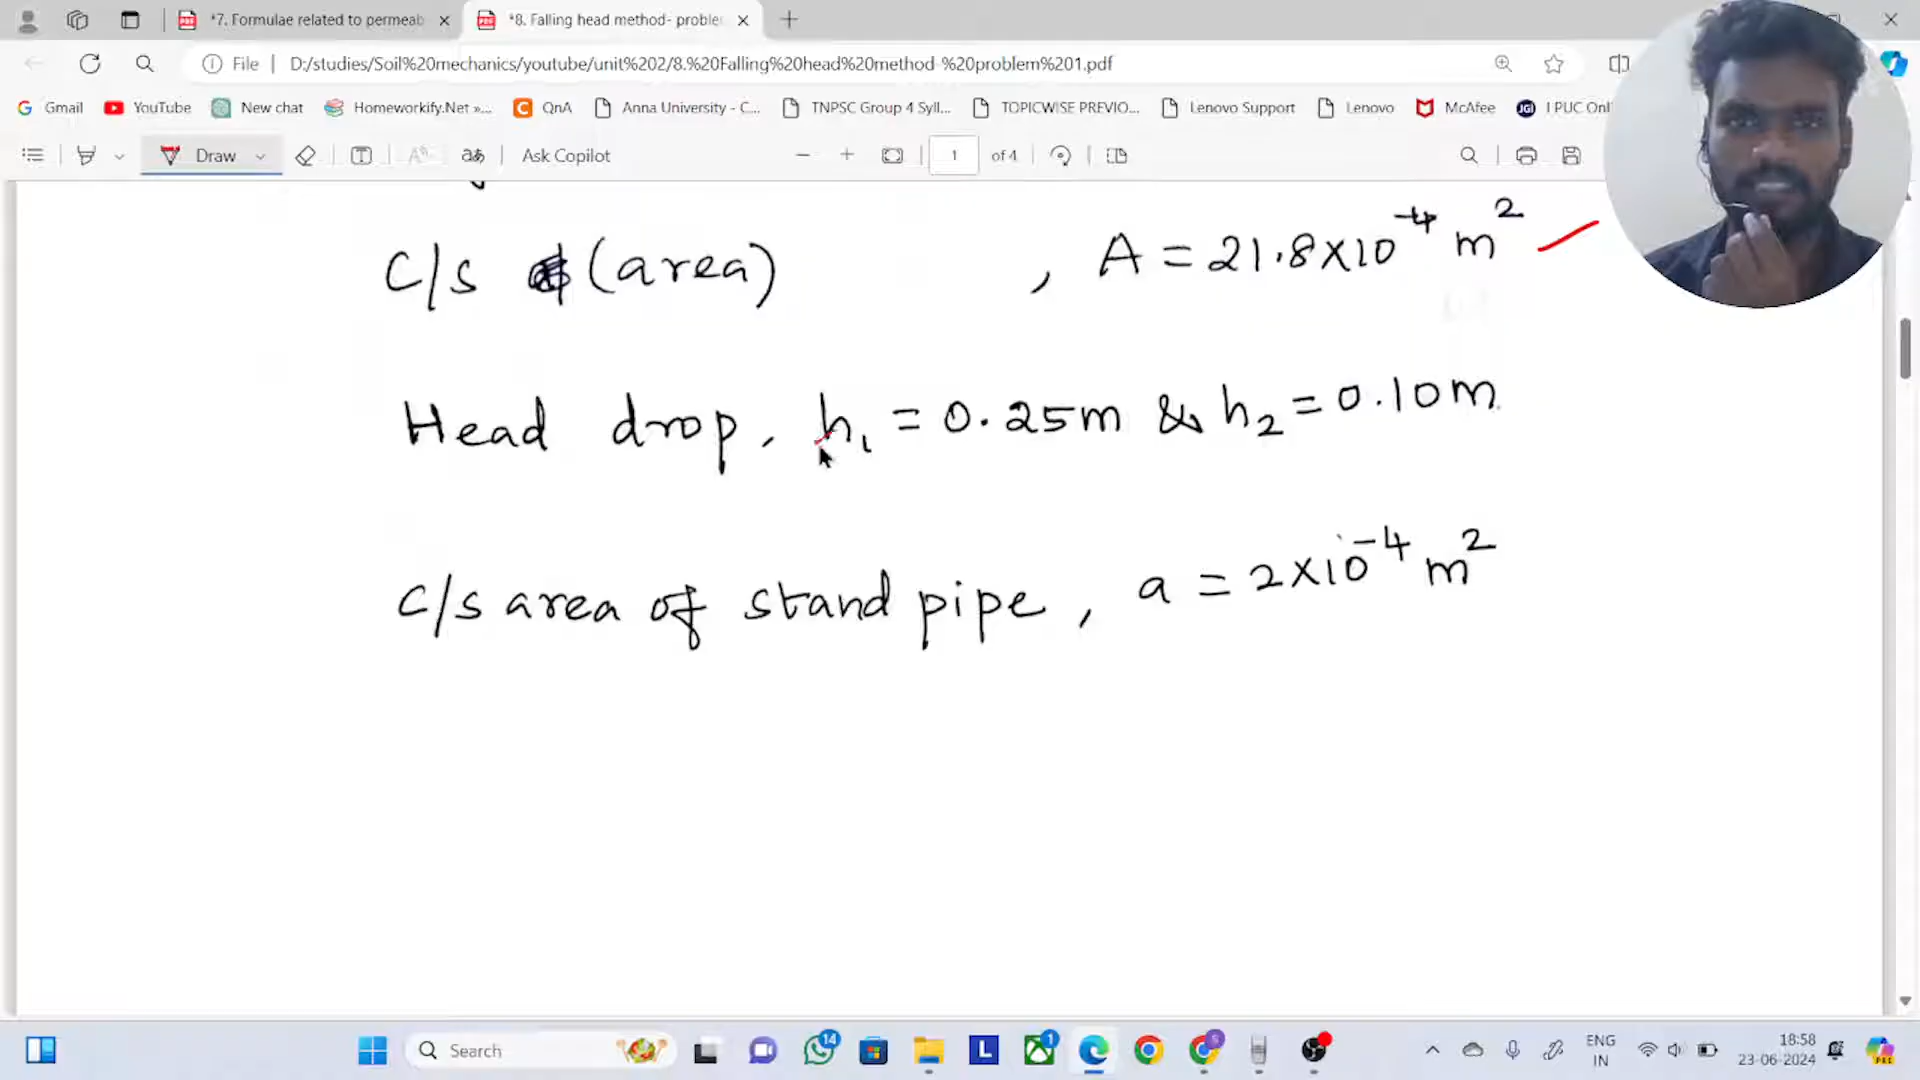 *7. Formulae related to permeab
*8. Falling head method- proble
File
D:/studies/Soil%20mechanics/youtube/unit%202/8.%20Falling%20head%20method-%20problem%201.pdf
Gmail
YouTube
New chat
Homeworkify.Net »...
QnA
Anna University - C...
TNPSC Group 4 Syll...
TOPICWISE PREVIO...
Lenovo Support
Lenovo
McAfee
I PUC Onl
Draw
Ask Copilot
1 of 4
C/s (area) , A = 21.8x10⁻⁴ m²
Head drop, h₁ = 0.25m & h₂ = 0.10m
C/s area of stand pipe, a = 2x10⁻⁴ m²
Search
14
1
ENG
IN
18:58
23-06-2024